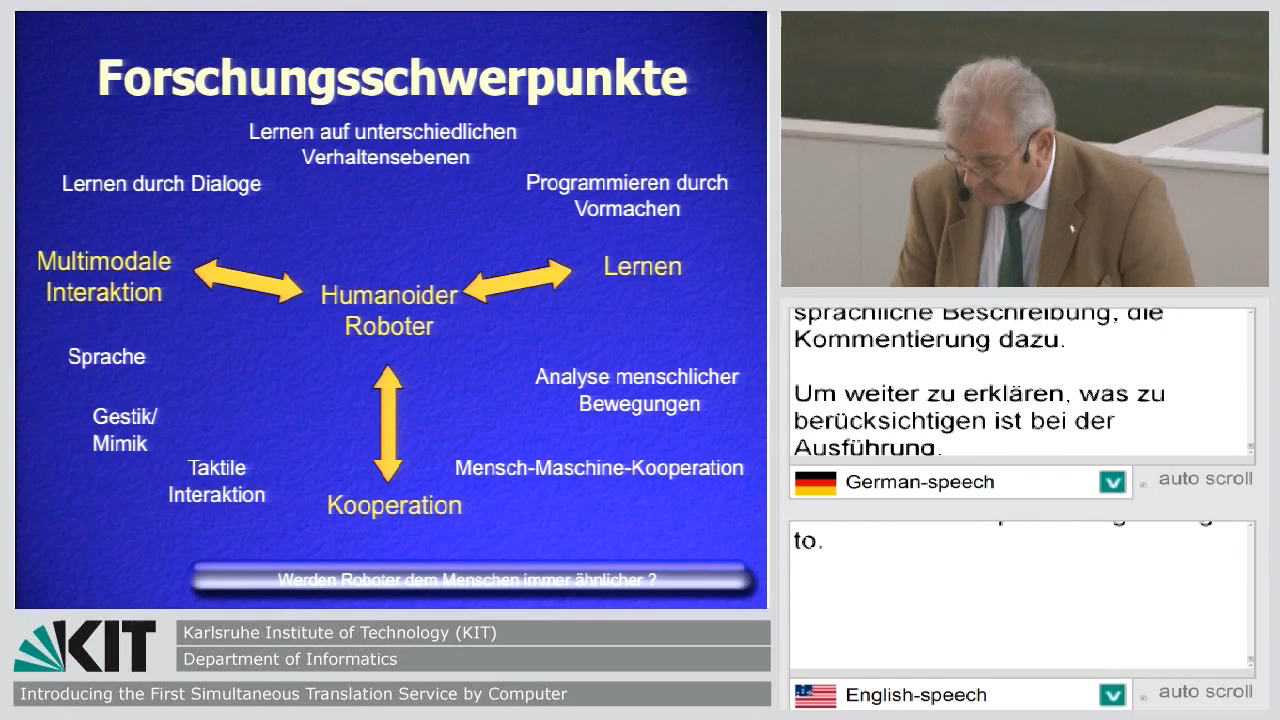 Forschungsschwerpunkte
Lernen auf unterschiedlichen
Verhaltensebenen
Lernen durch Dialoge
Programmieren durch
Vormachen
Multimodale
Interaktion
Humanoider
Roboter
Lernen
Sprache
Gestik/
Mimik
Taktile
Interaktion
Analyse menschlicher
Bewegungen
Mensch-Maschine-Kooperation
Kooperation
Werden Roboter dem Menschen immer ähnlicher ?
sprachliche Beschreibung, die
Kommentierung dazu.
Um weiter zu erklären, was zu
berücksichtigen ist bei der
Ausführung.
German-speech
auto scroll
to.
English-speech
auto scroll
KIT
Karlsruhe Institute of Technology (KIT)
Department of Informatics
Introducing the First Simultaneous Translation Service by Computer